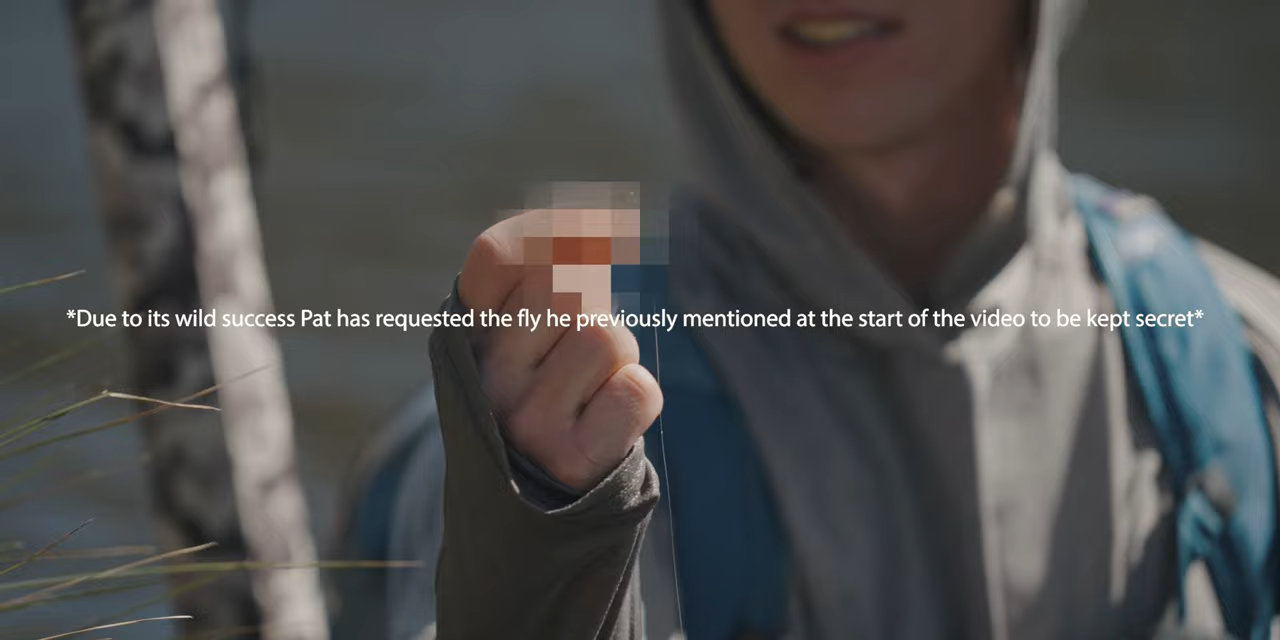 *Due to its wild success Pat has requested the fly he previously mentioned at the start of the video to be kept secret*